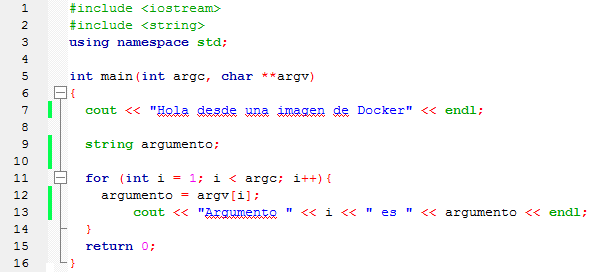 1 #include <iostream>
2 #include <string>
3 using namespace std;
4
5 int main(int argc, char **argv)
6 {
7 cout << "Hola desde una imagen de Docker" << endl;
8
9 string argumento;
10
11 for (int i = 1; i < argc; i++){
12 argumento = argv[i];
13 cout << "Argumento " << i << " es " << argumento << endl;
14 }
15 return 0;
16 }